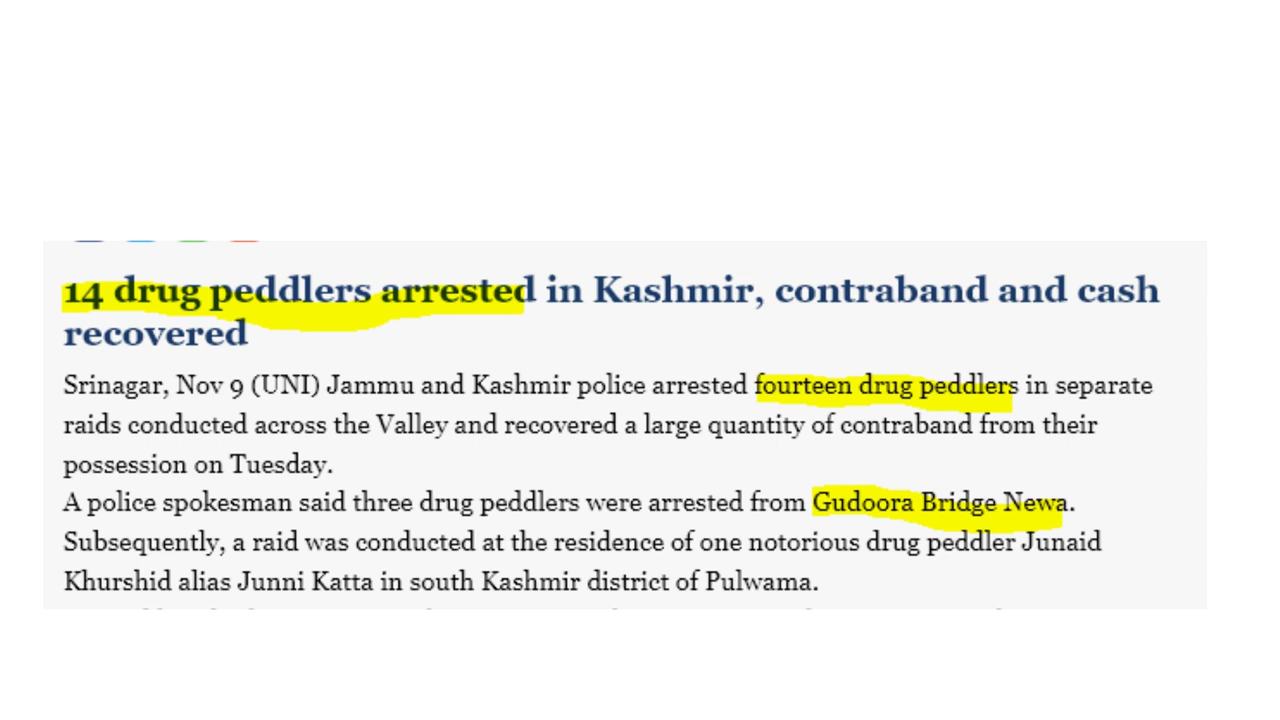 14 drug peddlers arrested in Kashmir, contraband and cash
recovered
Srinagar, Nov 9 (UNI) Jammu and Kashmir police arrested fourteen drug peddlers in separate
raids conducted across the Valley and recovered a large quantity of contraband from their
possession on Tuesday.
A police spokesman said three drug peddlers were arrested from Gudoora Bridge Newa.
Subsequently, a raid was conducted at the residence of one notorious drug peddler Junaid
Khurshid alias Junni Katta in south Kashmir district of Pulwama.